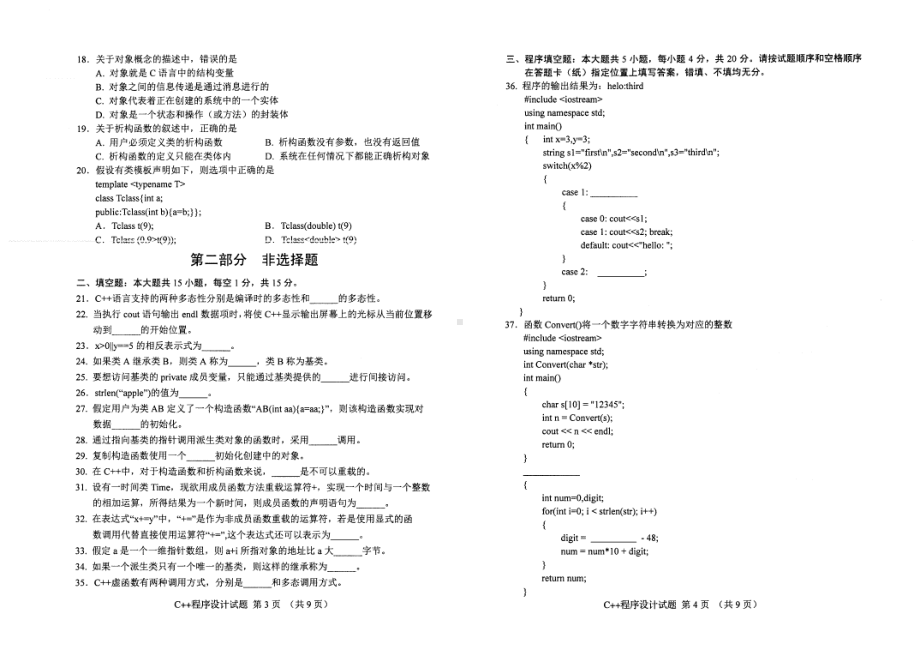 18．关于对象概念的描述中，错误的是
A. 对象就是 C 语言中的结构变量
B. 对象之间的信息传递是通过消息进行的
C. 对象代表着正在创建的系统中的一个实体
D. 对象是一个状态和操作（或方法）的封装体
19．关于析构函数的叙述中，正确的是
A. 用户必须定义类的析构函数 B. 析构函数没有参数，也没有返回值
C. 析构函数的定义只能在类体内 D. 系统在任何情况下都能正确析构对象
20．假设有类模板声明如下，则选项中正确的是
template <typename T>
class Tclass{int a;
public:Tclass(int b){a=b;}};
A．Tclass t(9); B．Tclass(double) t(9)
C．Tclass (0.9>t(9)); D．Tclass<double> t(9)
第二部分 非选择题
二、填空题：本大题共 15 小题，每空 1 分，共 15 分。
21．C++语言支持的两种多态性分别是编译时的多态性和______的多态性。
22．当执行 cout 语句输出 endl 数据项时,将使 C++显示输出屏幕上的光标从当前位置移
动到______的开始位置。
23．x>0||y==5 的相反表示式为______。
24．如果类 A 继承类 B，则类 A 称为______，类 B 称为基类。
25．要想访问基类的 private 成员变量，只能通过基类提供的______进行间接访问。
26．strlen(“apple”)的值为______。
27．假定用户为类 AB 定义了一个构造函数“AB(int aa){a=aa;}”，则该构造函数实现对
数据______的初始化。
28．通过指向基类的指针调用派生类对象的函数时，采用______调用。
29．复制构造函数使用一个______初始化创建中的对象。
30．在 C++中，对于构造函数和析构函数来说，______是不可以重载的。
31．设有一时间类 Time，现欲用成员函数方法重载运算符+，实现一个时间与一个整数
的相加运算，所得结果为一个新时间，则成员函数的声明语句为______。
32．在表达式“x+=y”中，“+=”是作为非成员函数重载的运算符，若是使用显式的函
数调用代替直接使用运算符“+=”,这个表达式还可以表示为______。
33．假定 a 是一个一维指针数组，则 a+i 所指对象的地址比 a 大______字节。
34．如果一个派生类只有一个唯一的基类，则这样的继承称为______。
35．C++虚函数有两种调用方式，分别是______和多态调用方式。
C++程序设计试题 第 3 页 （共 9 页）
三、程序填空题：本大题共 5 小题，每小题 4 分，共 20 分。请按试题顺序和空格顺序
在答题卡（纸）指定位置上填写答案，错填、不填均无分。
36．程序的输出结果为：helo:third
#include <iostream>
using namespace std;
int main()
{ int x=3,y=3;
string s1="first\n",s2="second\n",s3="third\n";
switch(x%2)
{
case 1: __________
{
case 0: cout<<s1;
case 1: cout<<s2; break;
default: cout<<"hello: ";
}
case 2: __________;
}
return 0;
}
37．函数 Convert()将一个数字字符串转换为对应的整数
#include <iostream>
using namespace std;
int Convert(char *str);
int main()
{
char s[10] = "12345";
int n = Convert(s);
cout << n << endl;
return 0;
}
____________
{
int num=0,digit;
for(int i=0; i < strlen(str); i++)
{
digit = __________ - 48;
num = num*10 + digit;
}
return num;
}
C++程序设计试题 第 4 页 （共 9 页）